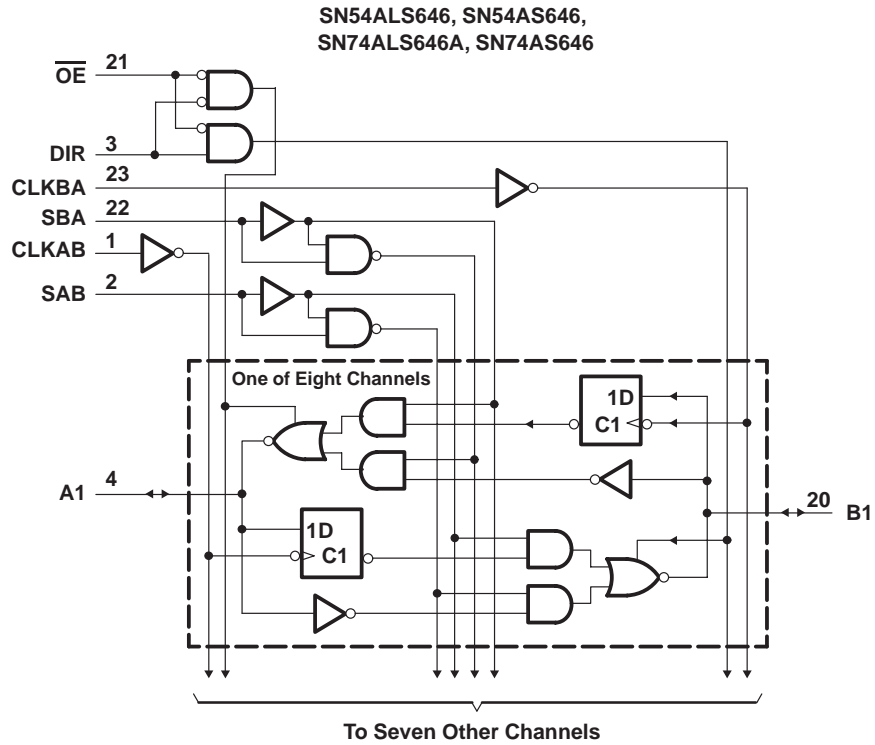 SN54ALS646, SN54AS646,
SN74ALS646A, SN74AS646
OE 21
DIR 3
CLKBA 23
SBA 22
CLKAB 1
SAB 2
One of Eight Channels
1D
C1
A1 4
20 B1
1D
C1
To Seven Other Channels